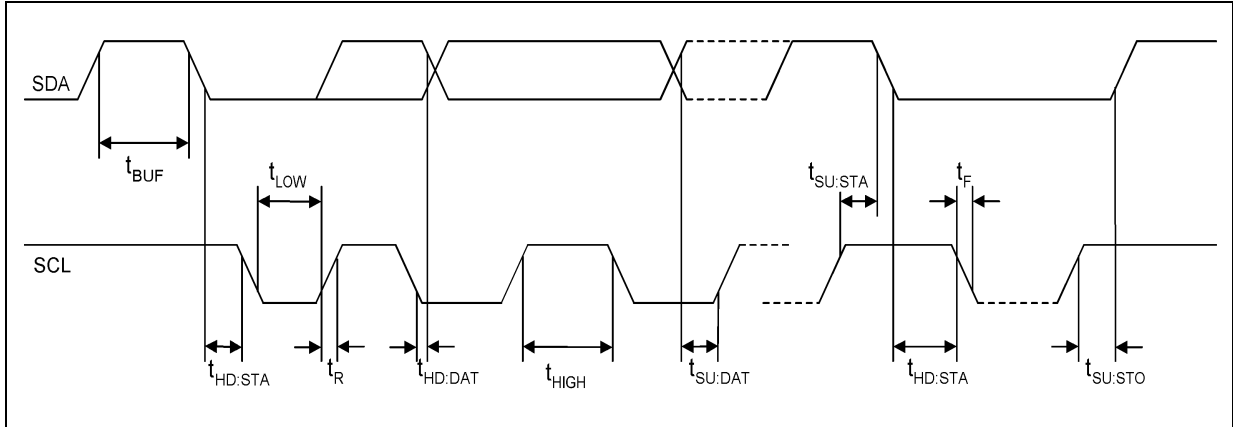 SDA
t_BUF
t_LOW
t_SU:STA
t_F
SCL
t_HD:STA
t_R
t_HD:DAT
t_HIGH
t_SU:DAT
t_HD:STA
t_SU:STO